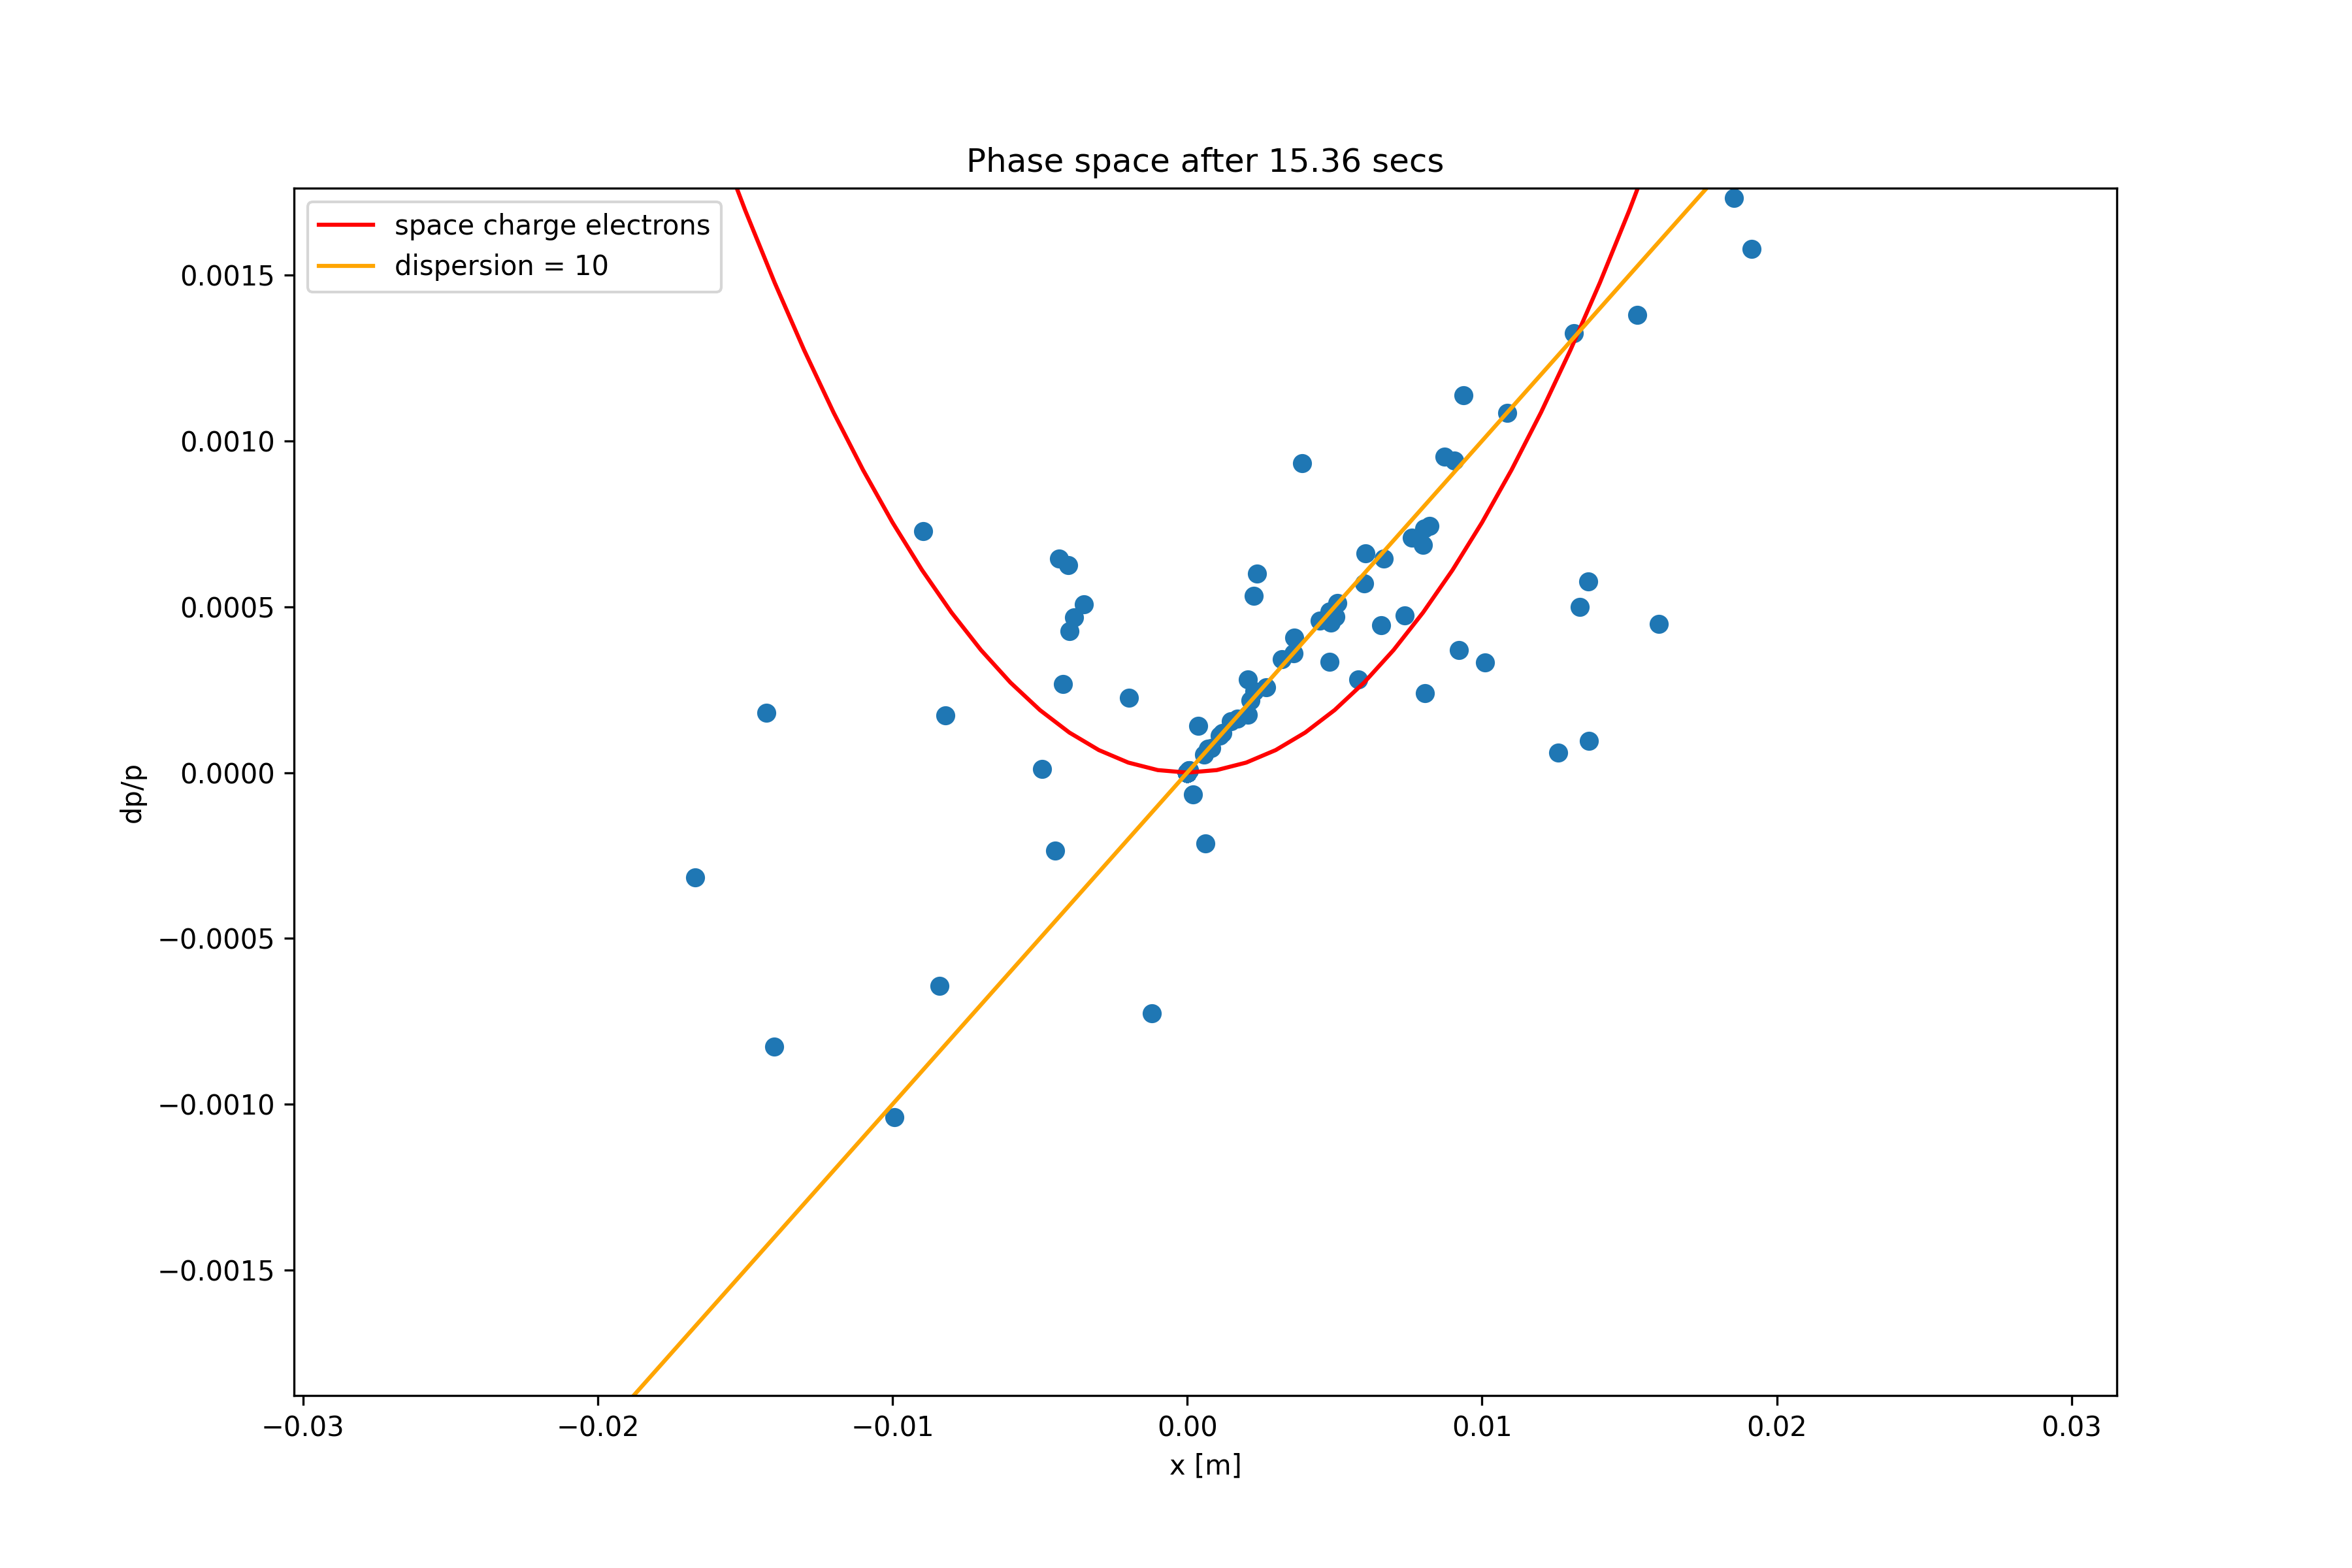 Phase space after 15.36 secs
space charge electrons
dispersion = 10
0.0015
0.0010
0.0005
0.0000
−0.0005
−0.0010
−0.0015
dp/p
−0.03
−0.02
−0.01
0.00
0.01
0.02
0.03
x [m]